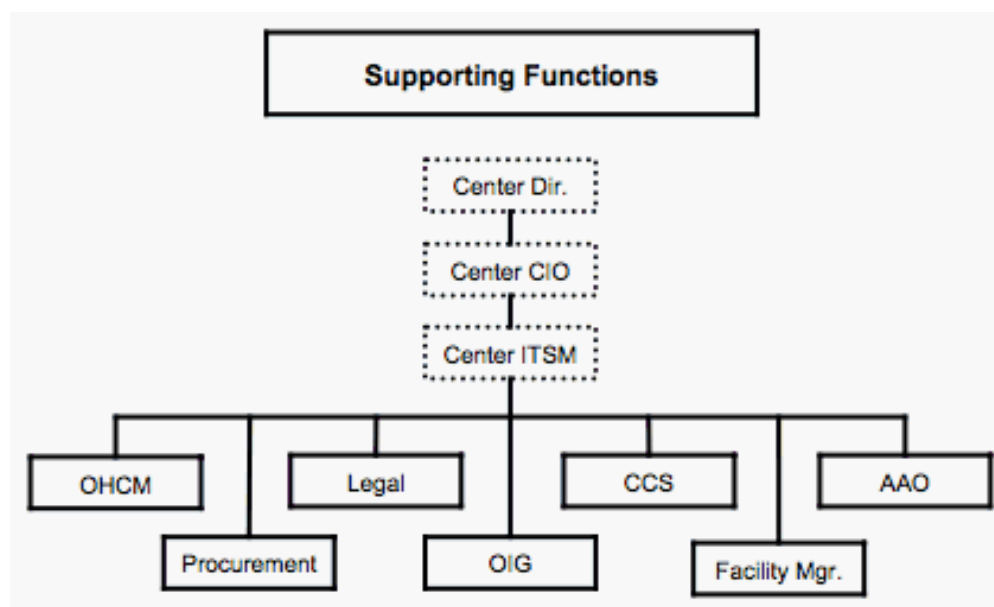 Supporting Functions
Center Dir.
Center CIO
Center ITSM
OHCM
Legal
CCS
AAO
Procurement
OIG
Facility Mgr.